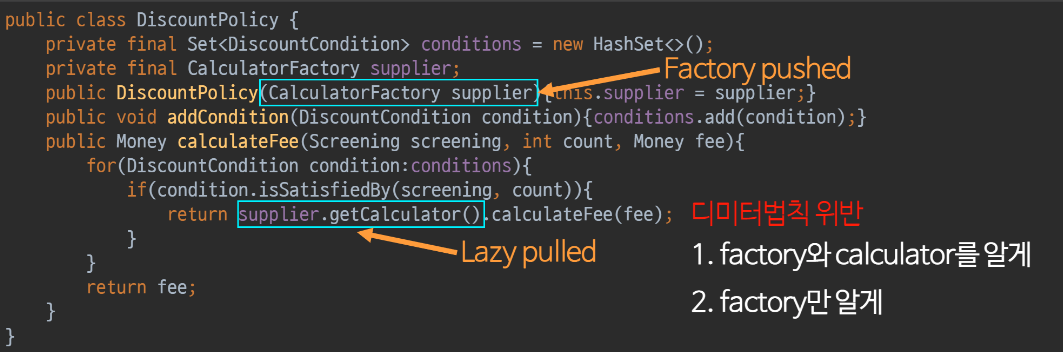 public class DiscountPolicy {
private final Set<DiscountCondition> conditions = new HashSet<>();
private final CalculatorFactory supplier;
Factory pushed
public DiscountPolicy(CalculatorFactory supplier){this.supplier = supplier;}
public void addCondition(DiscountCondition condition){conditions.add(condition);}
public Money calculateFee(Screening screening, int count, Money fee){
for(DiscountCondition condition:conditions){
if(condition.isSatisfiedBy(screening, count)){
return supplier.getCalculator().calculateFee(fee);
디미터법칙 위반
}
Lazy pulled
1. factory와 calculator를 알게
}
return fee;
2. factory만 알게
}
}